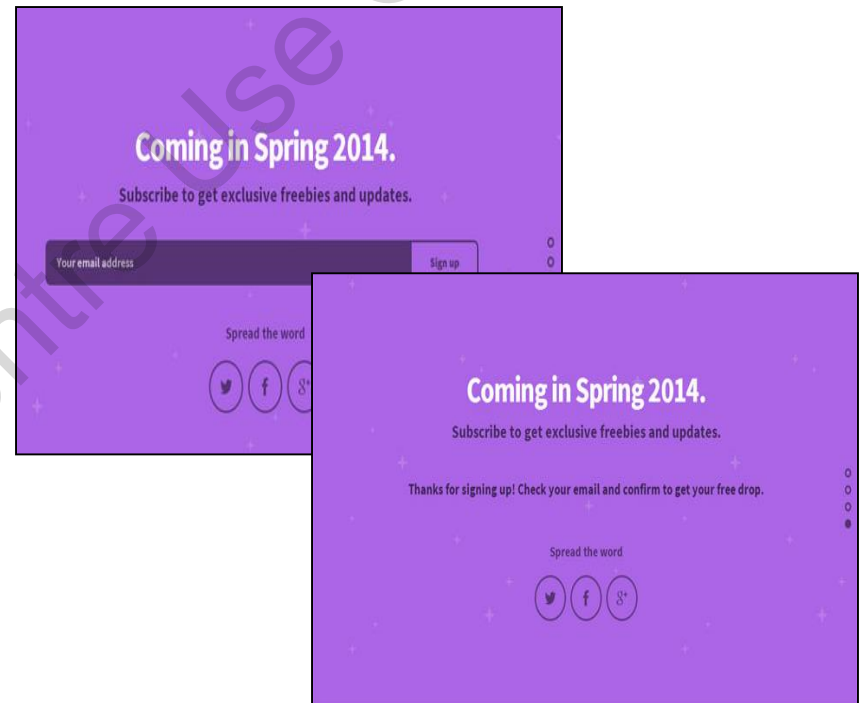 Coming in Spring 2014.
Subscribe to get exclusive freebies and updates.
Your email address
Sign up
Spread the word
Coming in Spring 2014.
Subscribe to get exclusive freebies and updates.
Thanks for signing up! Check your email and confirm to get your free drop.
Spread the word
Use